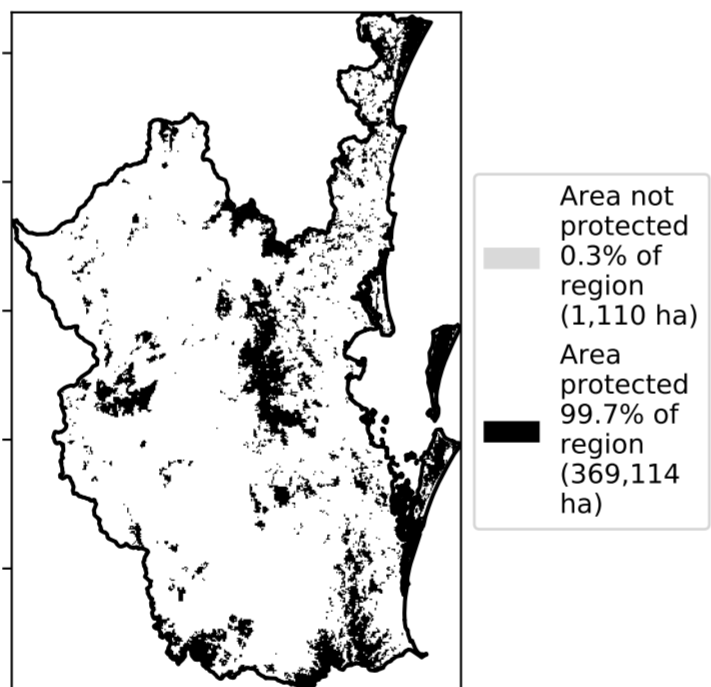 Area not
protected
0.3% of
region
(1,110 ha)
Area
protected
99.7% of
region
(369,114
ha)